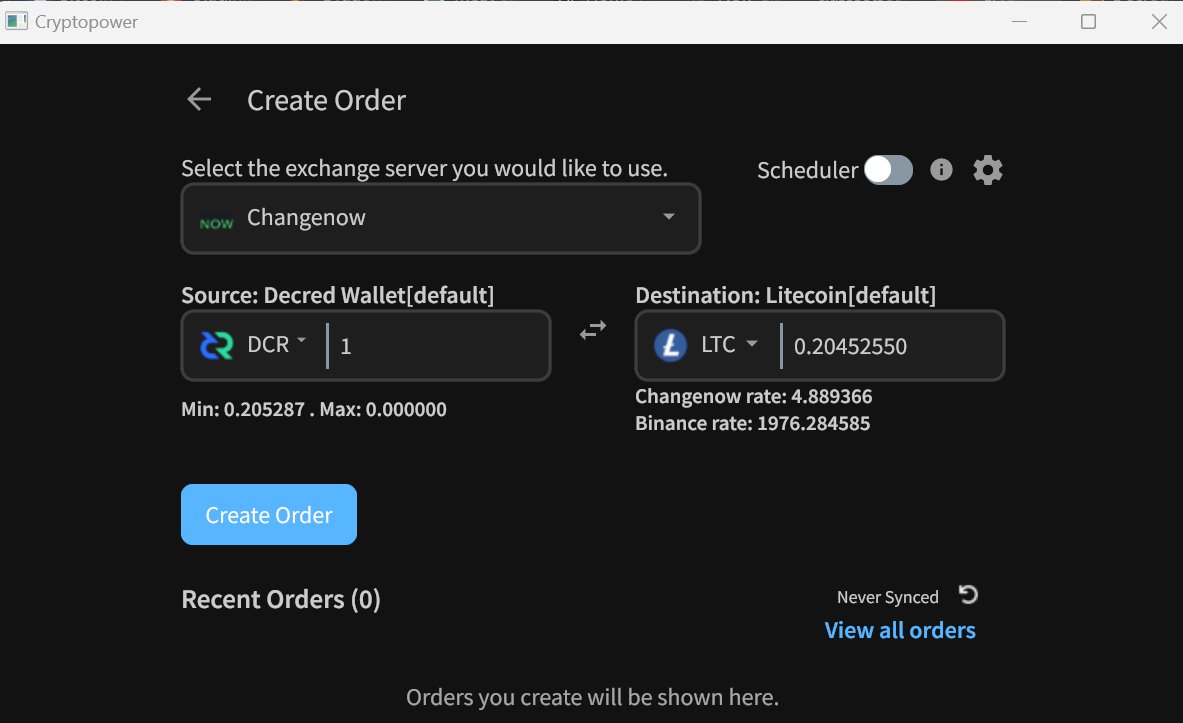 Cryptopower
Create Order
Select the exchange server you would like to use.
Scheduler
NOW Changenow
Source: Decred Wallet[default]
Destination: Litecoin[default]
DCR 1
LTC 0.20452550
Min: 0.205287 . Max: 0.000000
Changenow rate: 4.889366
Binance rate: 1976.284585
Create Order
Recent Orders (0)
Never Synced
View all orders
Orders you create will be shown here.